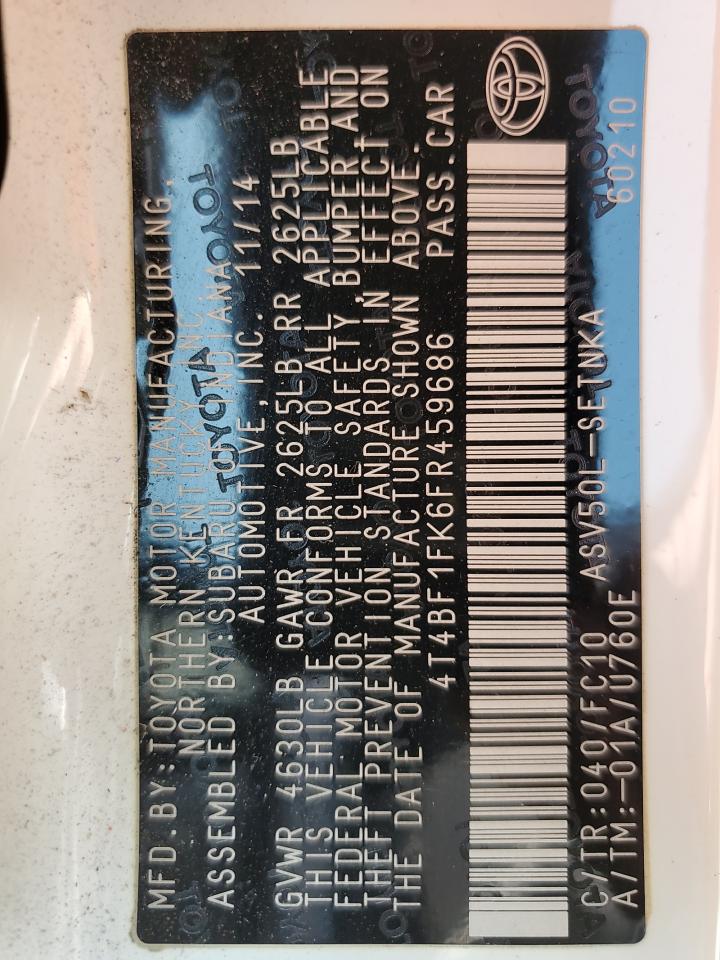 MFD.BY:TOYOTA MOTOR MANUFACTURING,
NORTHERN KENTUCKY, INC.
ASSEMBLED BY:SUBARU OF INDIANA
AUTOMOTIVE, INC. 11/14
GVWR 4630LB GAWR FR 2625LB RR 2625LB
THIS VEHICLE CONFORMS TO ALL APPLICABLE
FEDERAL MOTOR VEHICLE SAFETY, BUMPER AND
THEFT PREVENTION STANDARDS IN EFFECT ON
THE DATE OF MANUFACTURE SHOWN ABOVE.
4T4BF1FK6FR459686 PASS.CAR
C/TR:040/FC10 ASV50L-SETNKA
A/TM:-01A/U760E 60210